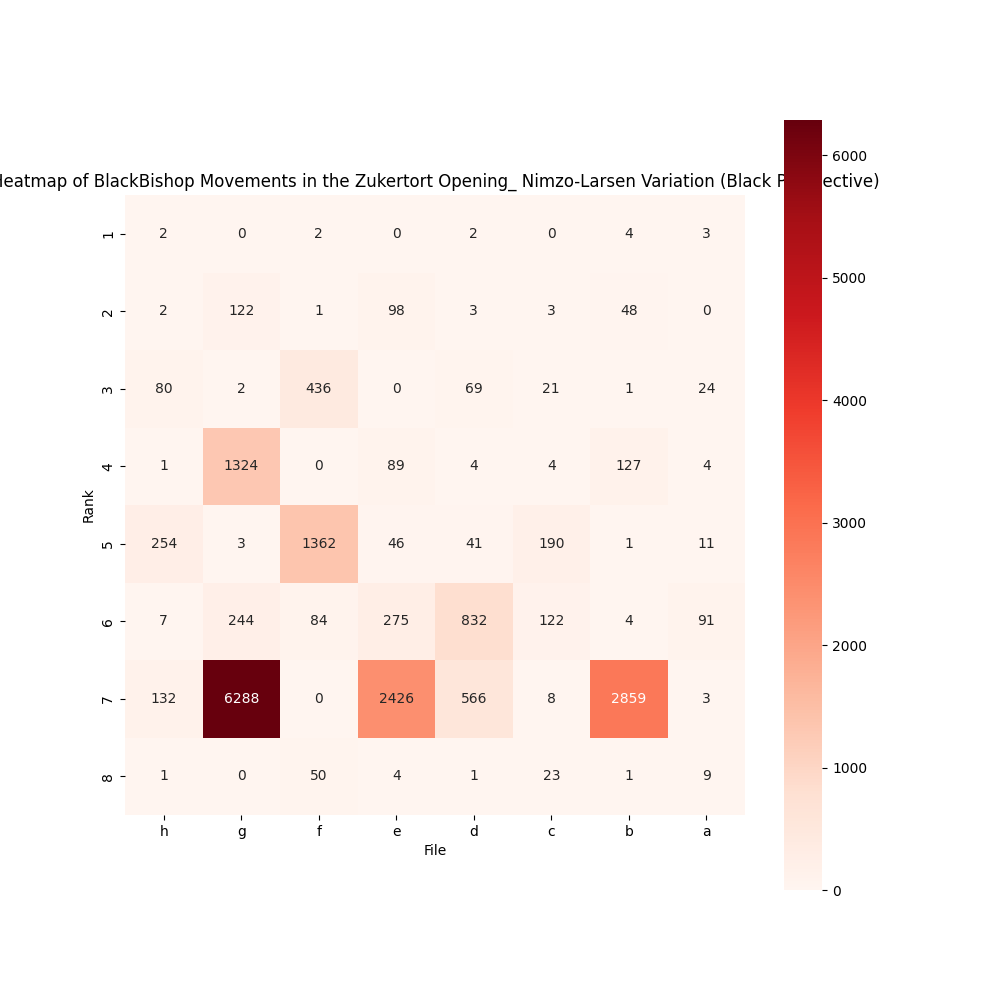 Heatmap of BlackBishop Movements in the Zukertort Opening_ Nimzo-Larsen Variation (Black P ective)
1 2 0 2 0 2 4 3
2 2 122 1 98 3 3 48 0
3 80 2 436 0 69 21 1 24
4 1 1324 0 89 4 4 127 4
Rank
5 254 3 1362 46 41 190 1 11
6 7 244 84 275 832 122 4 91
7 132 6288 0 2426 566 8 2859 3
8 1 0 50 4 1 23 1 9
h g f e d c b a
File
6000
5000
4000
3000
2000
1000
0